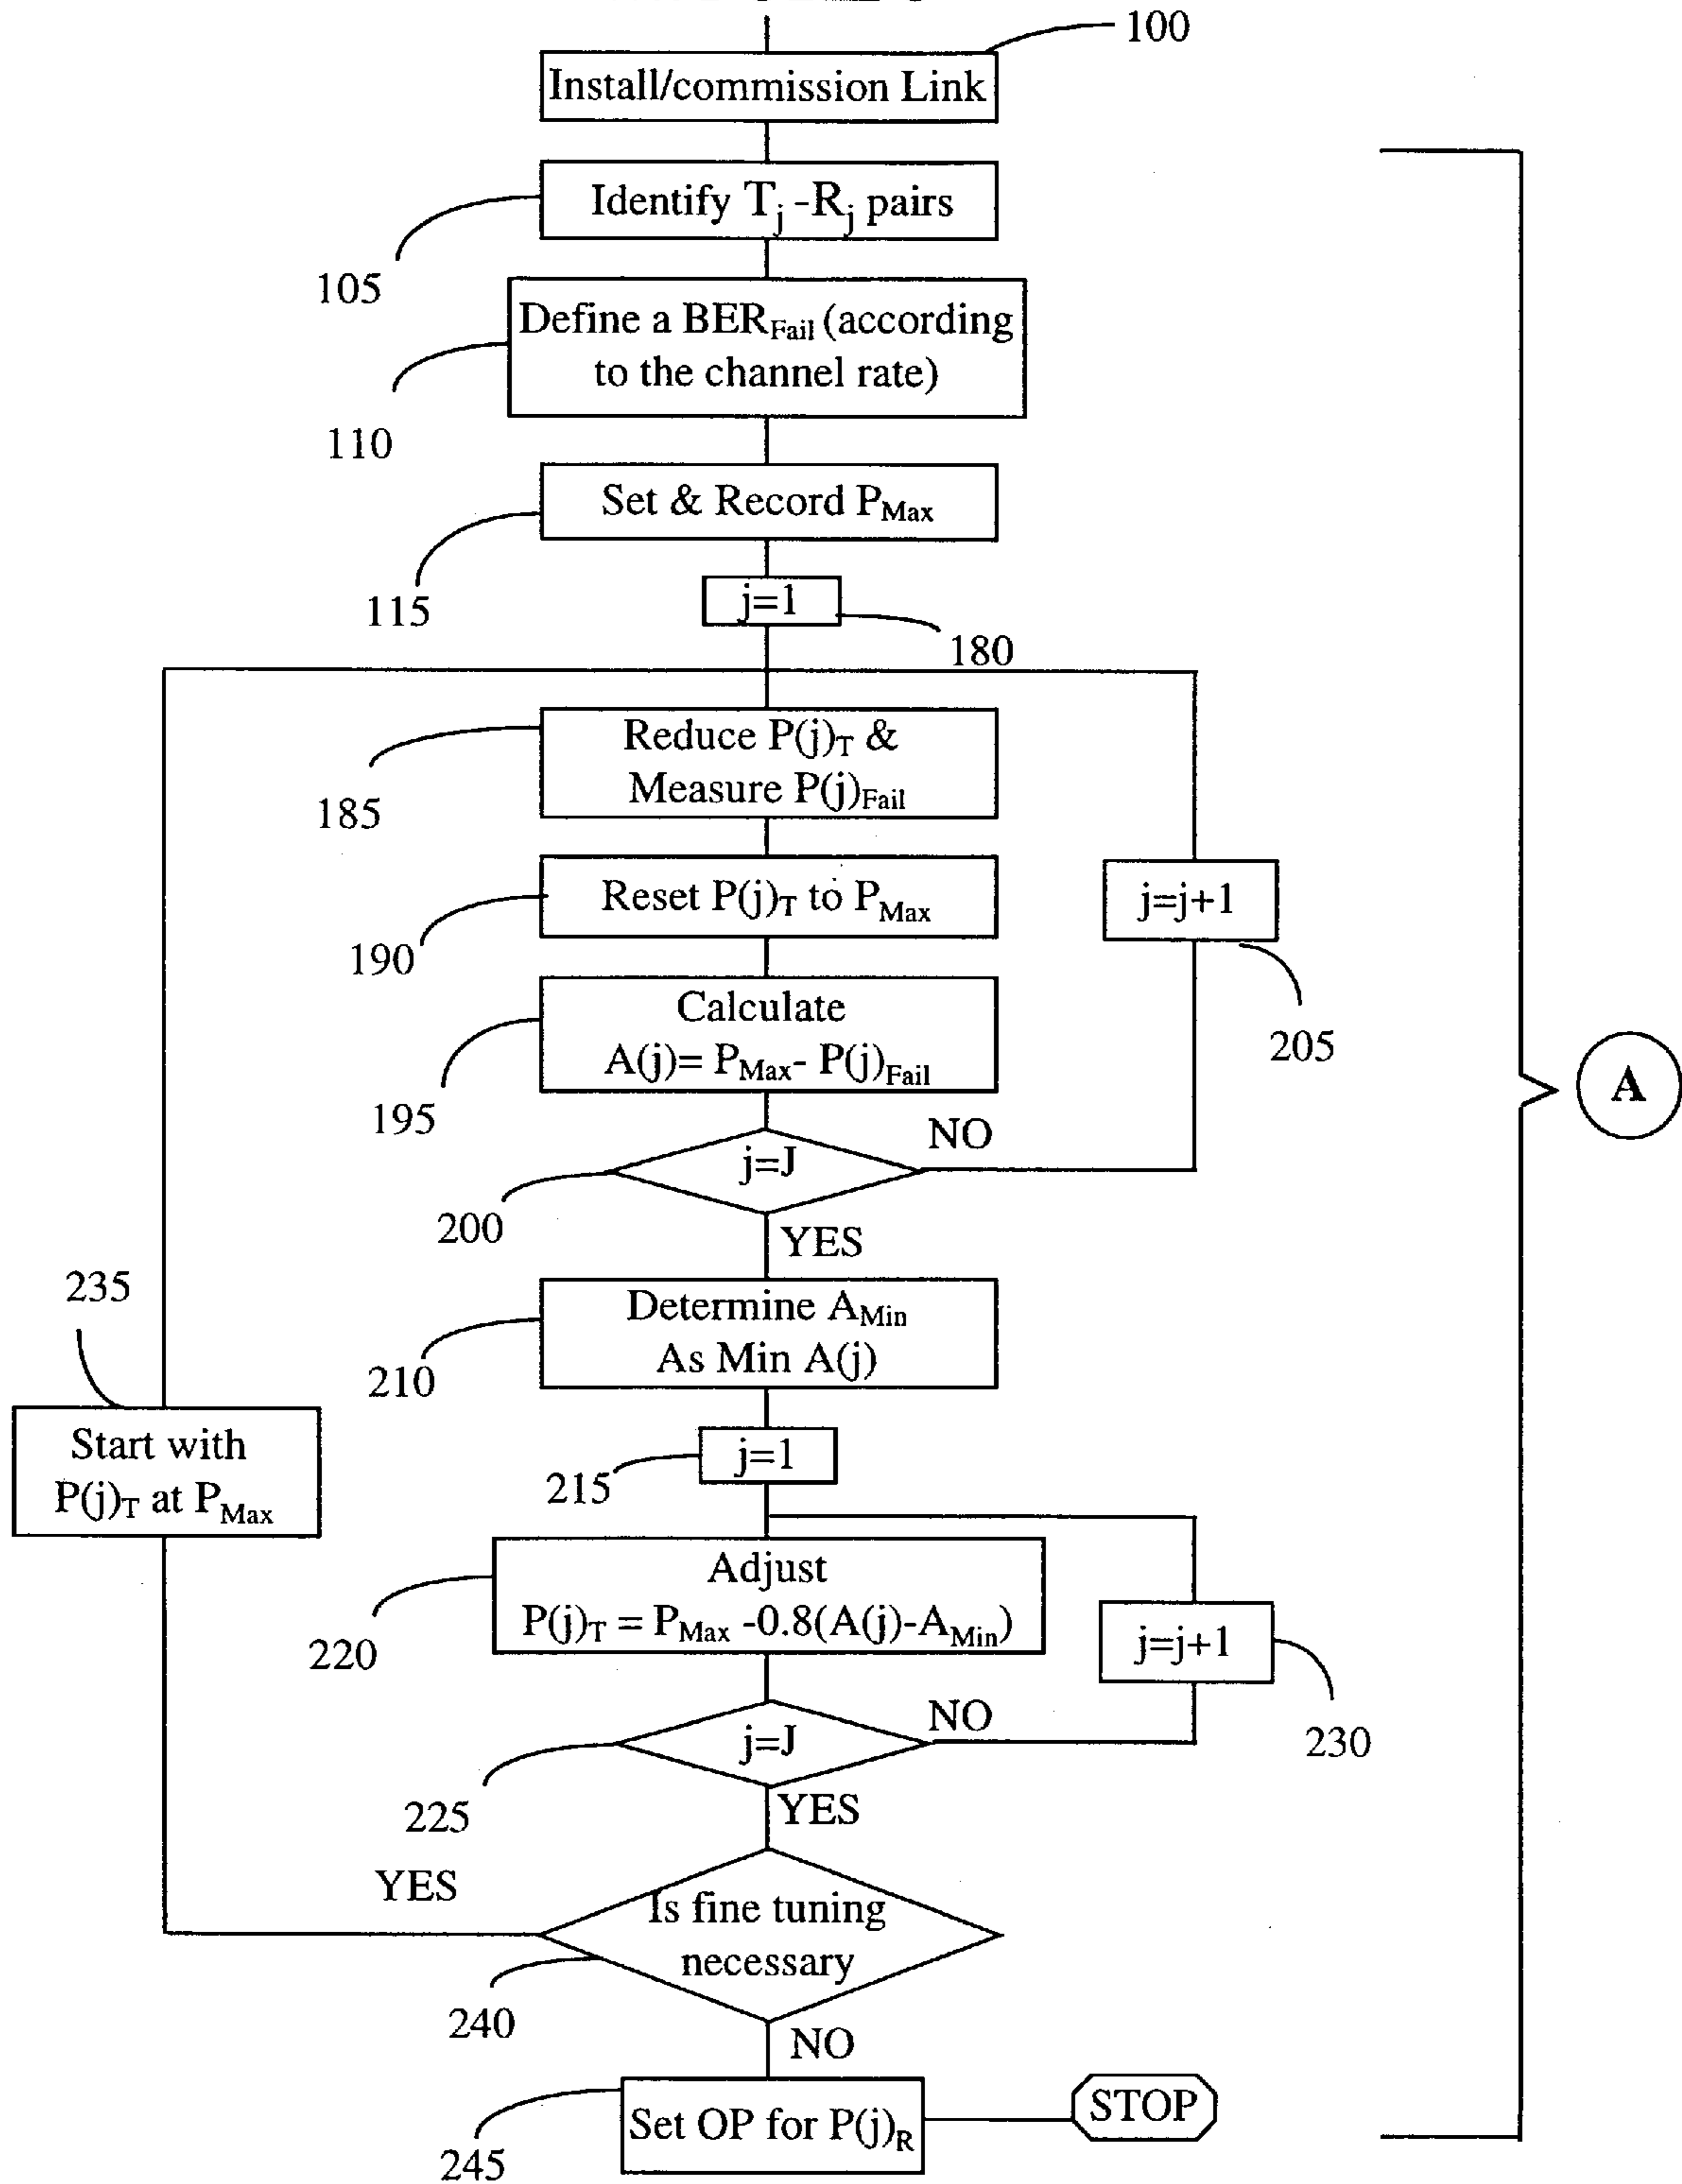 100
Install/commission Link
Identify Tj -Rj pairs
105
Define a BERFail (according
to the channel rate)
110
Set & Record PMax
115
j=1
180
Reduce P(j)T &
Measure P(j)Fail
185
Reset P(j)T to PMax
190
j=j+1
205
Calculate
A(j)= PMax- P(j)Fail
195
A
NO
j=J
200
YES
235
Determine AMin
As Min A(j)
210
Start with
P(j)T at PMax
j=1
215
Adjust
P(j)T = PMax -0.8(A(j)-AMin)
220
j=j+1
230
NO
j=J
225
YES
YES
Is fine tuning
necessary
240
NO
Set OP for P(j)R
STOP
245